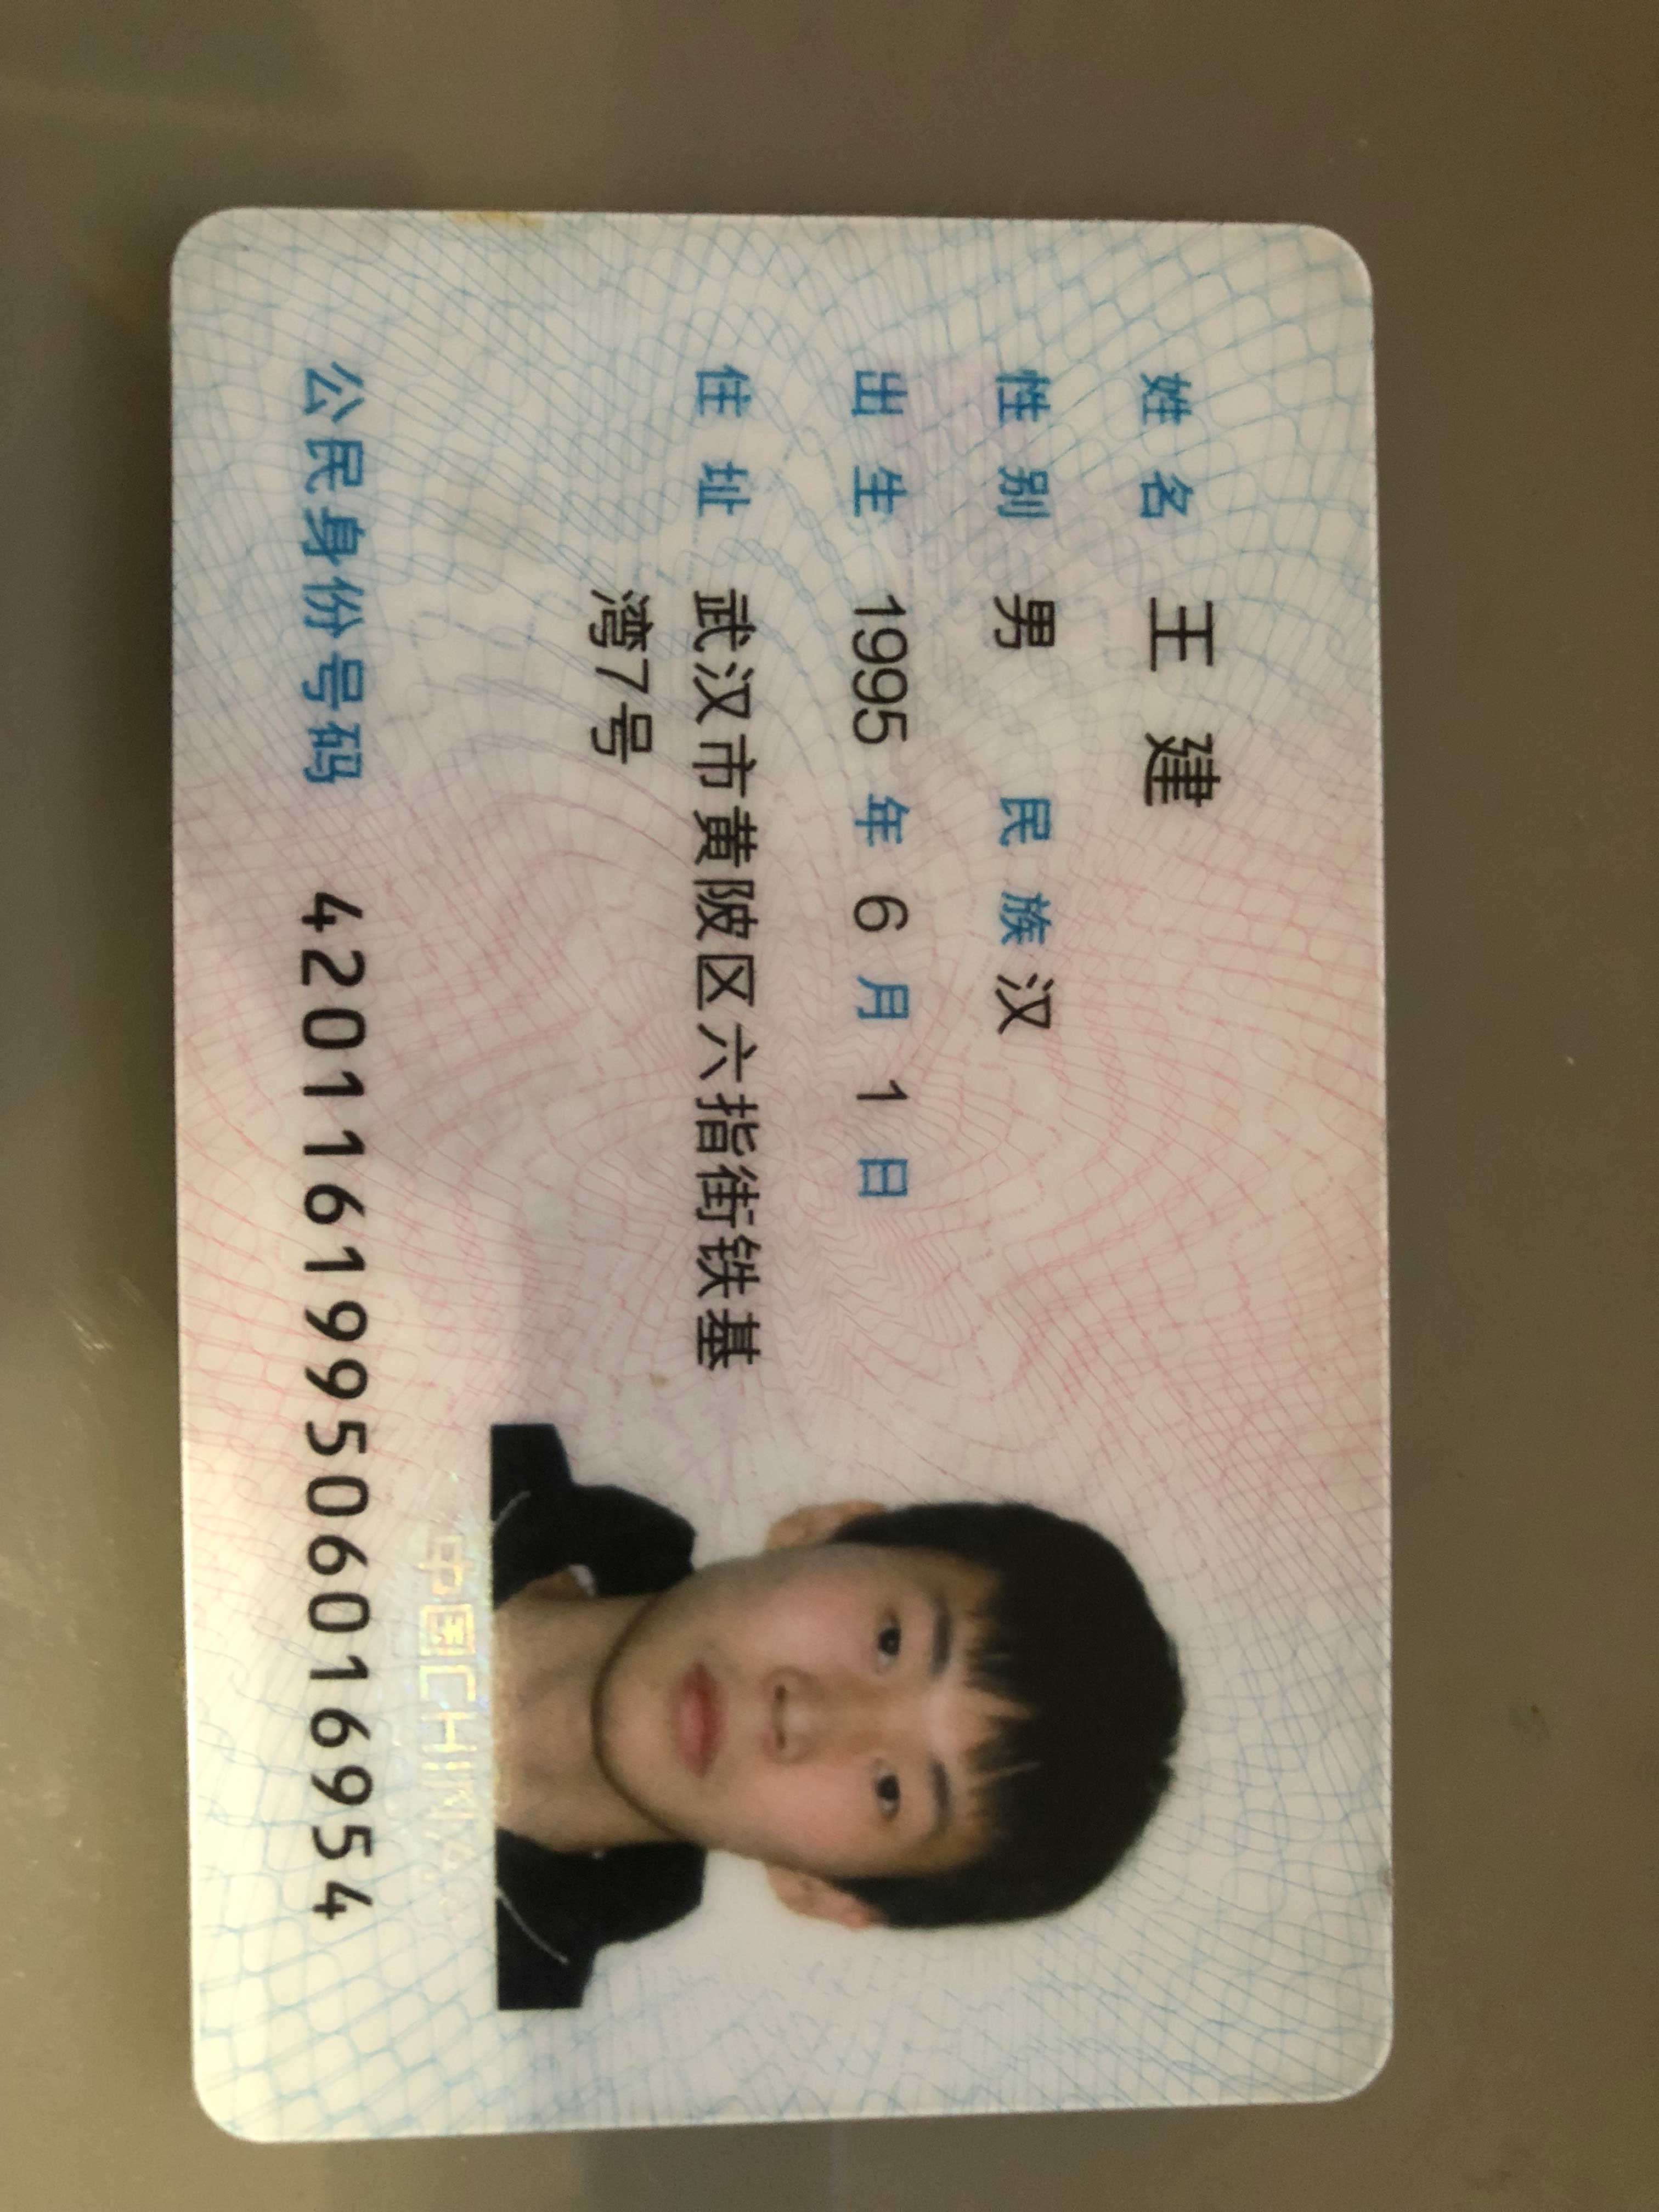 姓名 王建
性别 男 民族 汉
出生 1995 年 6 月 1 日
住址 武汉市黄陂区六指街铁基
湾7号
中国CHINA
公民身份号码 420116199506016954